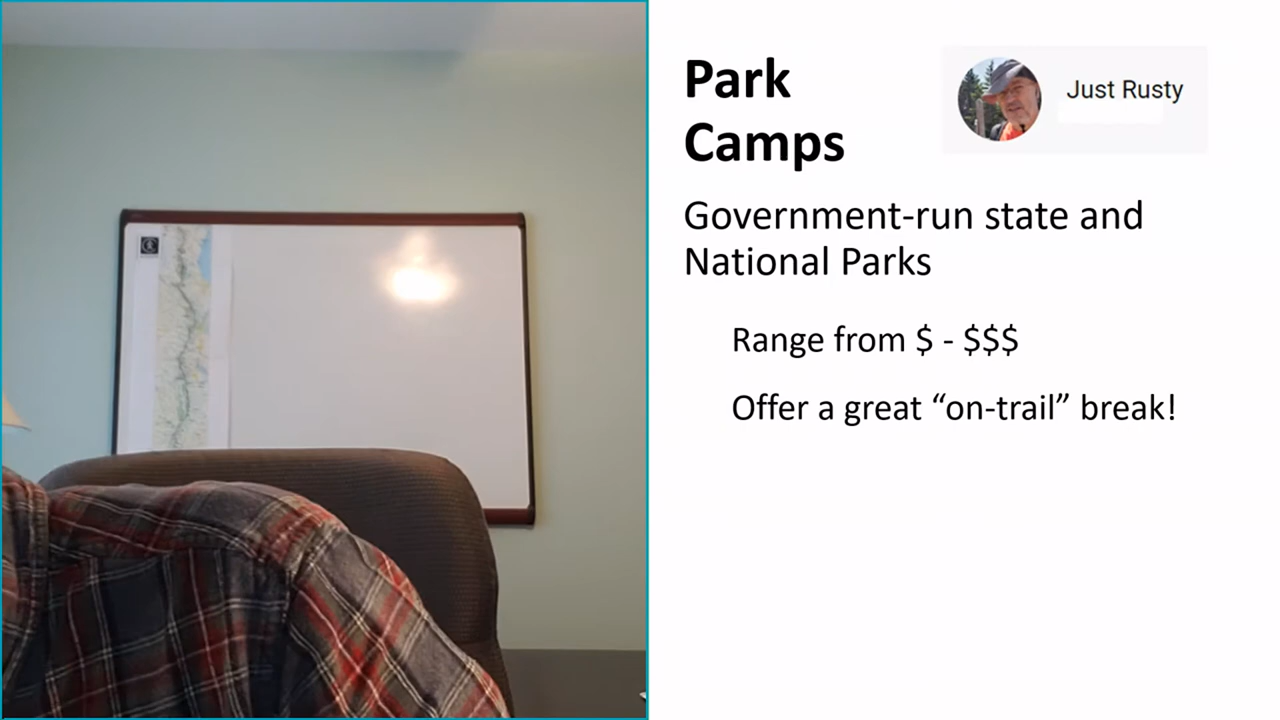 Park
Camps
Just Rusty
Government-run state and
National Parks
Range from $ - $$$
Offer a great “on-trail” break!